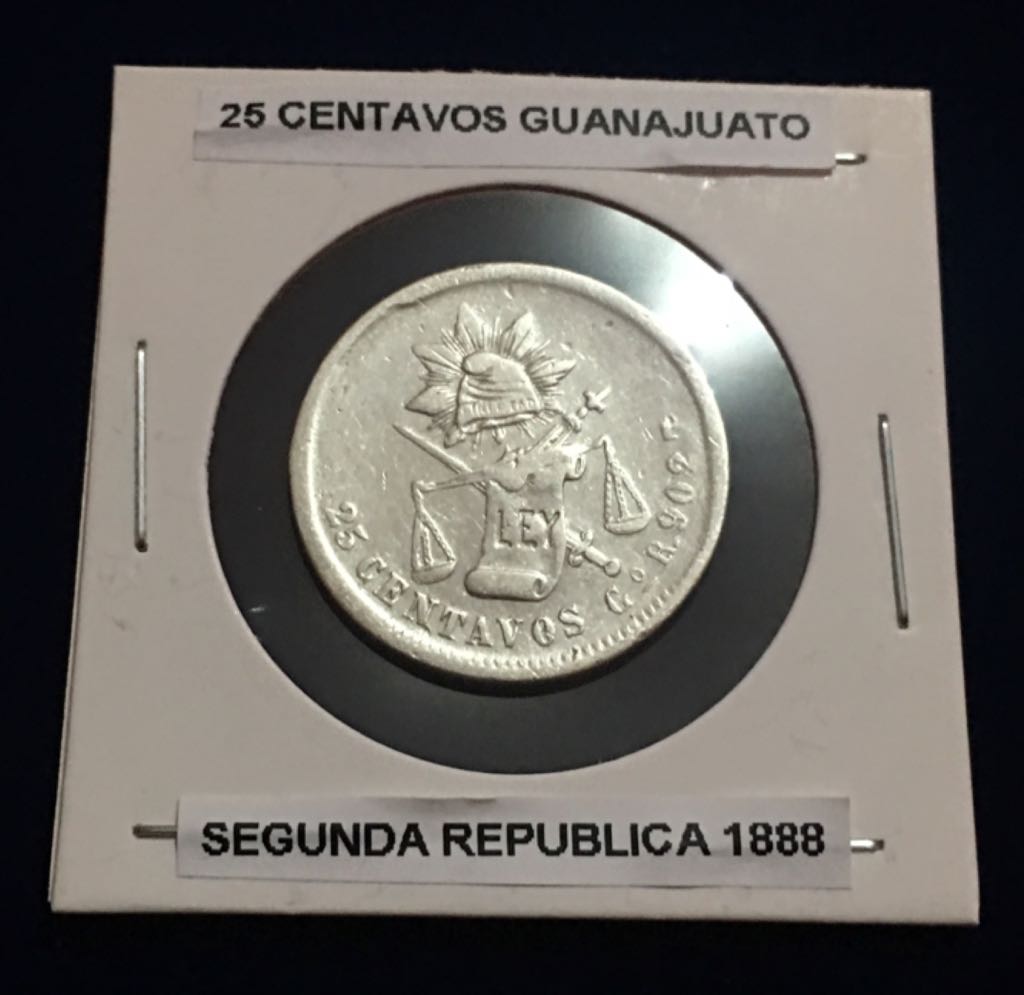 25 CENTAVOS GUANAJUATO
LEY
25 CENTAVOS G.º R. 902
SEGUNDA REPUBLICA 1888